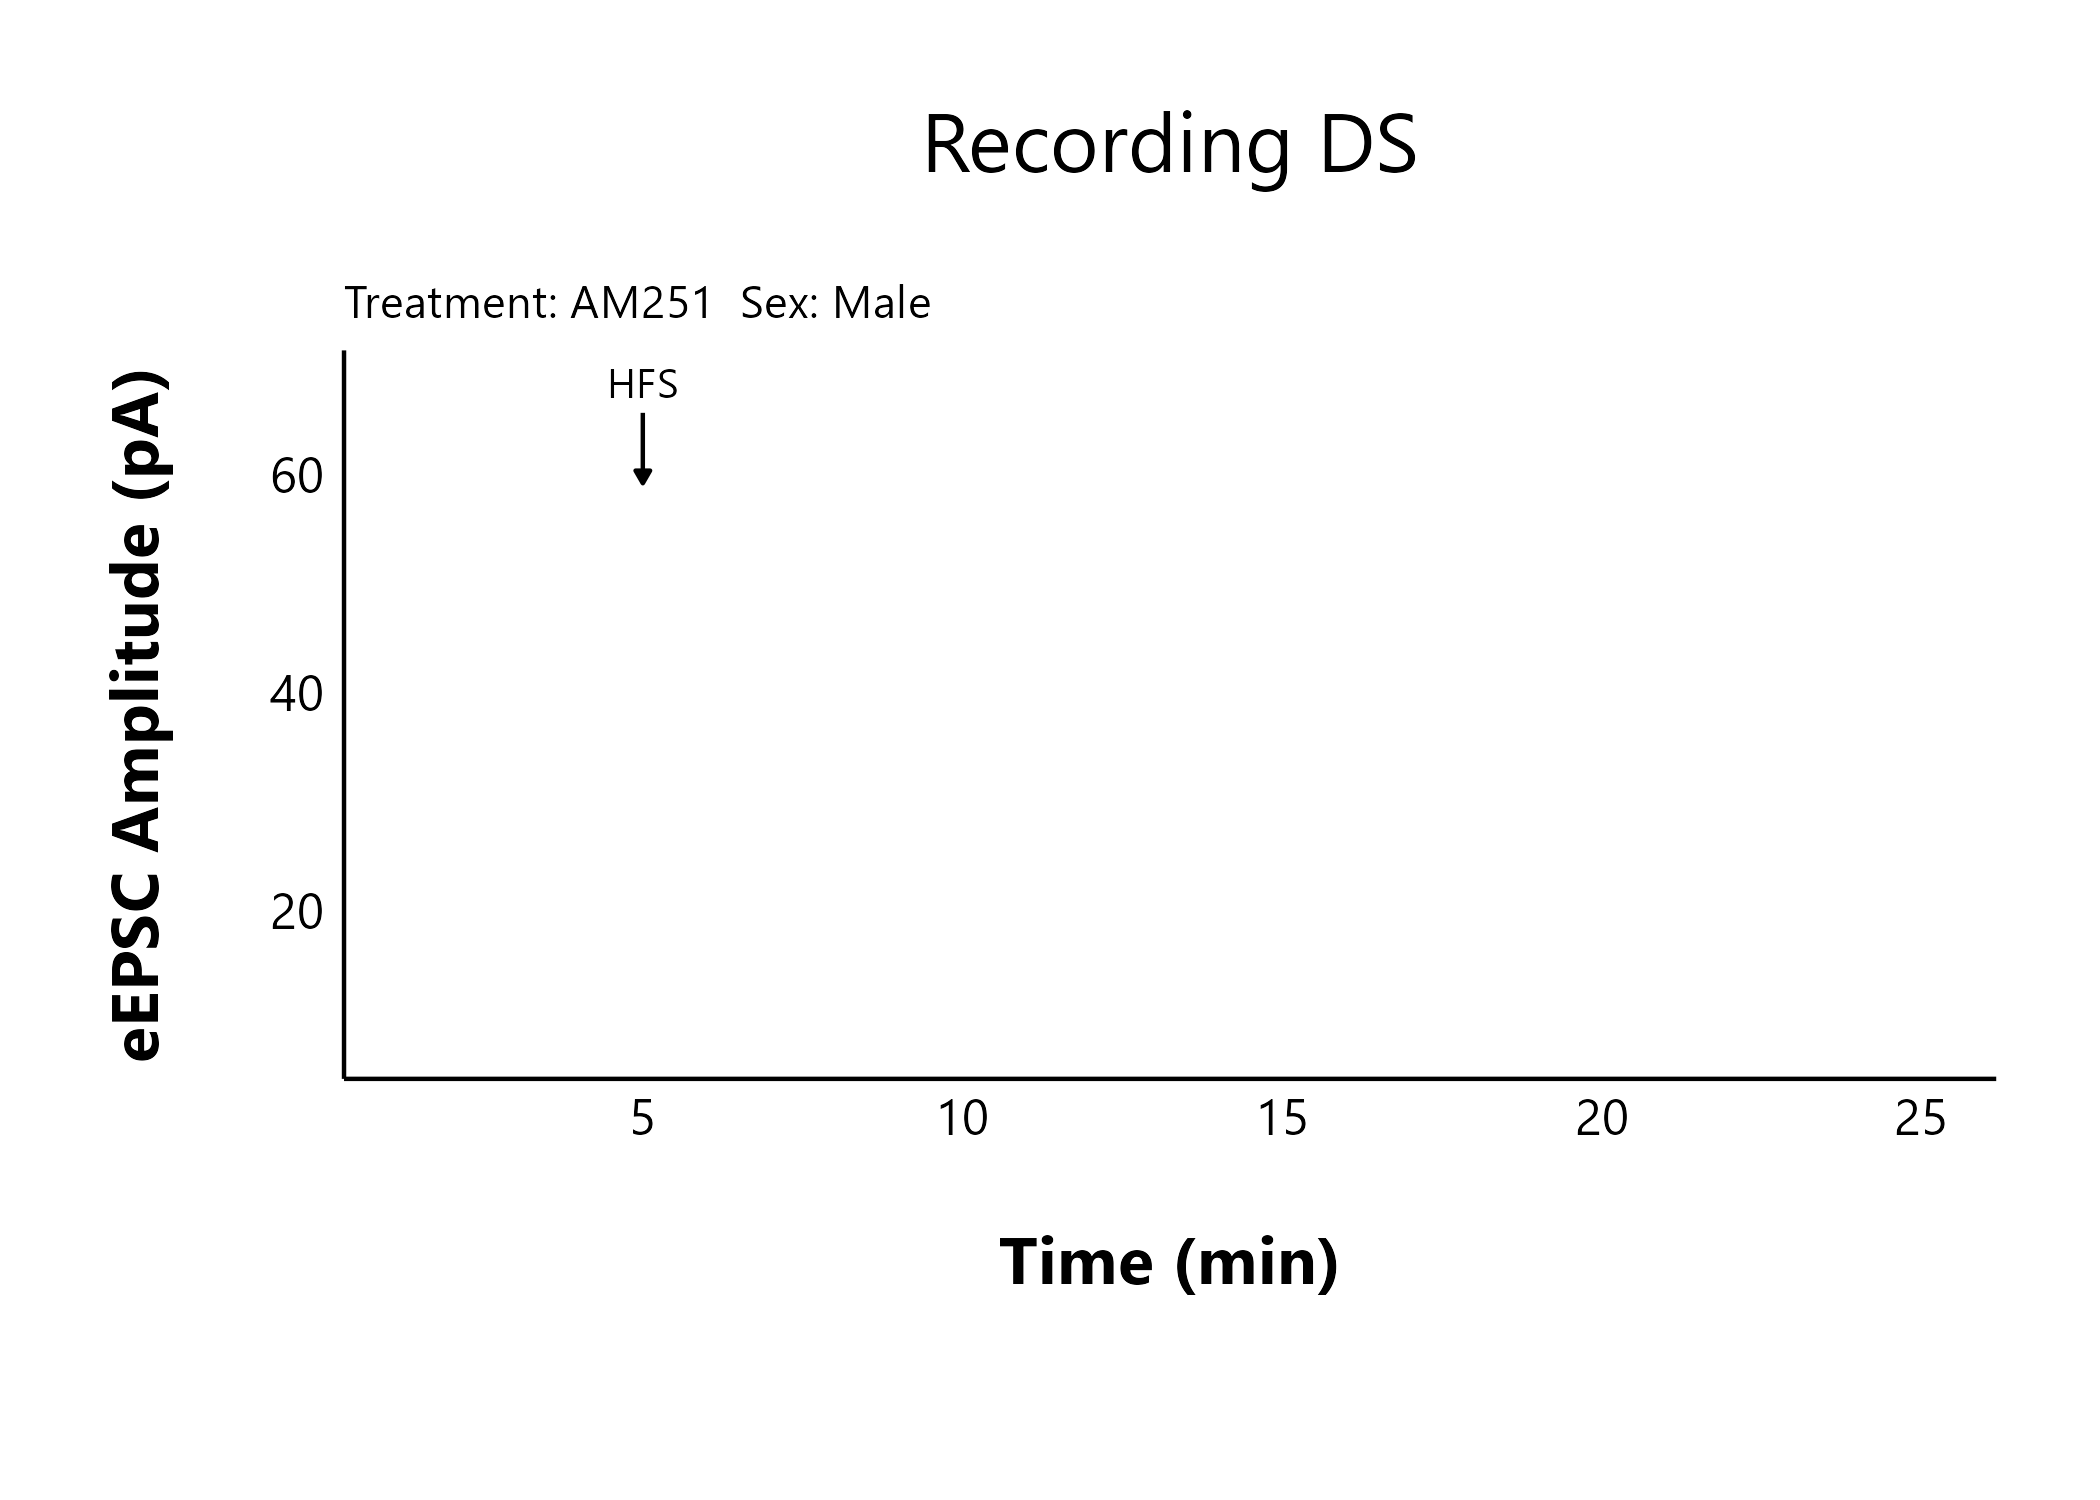 Recording DS
Treatment: AM251  Sex: Male
HFS
eEPSC Amplitude (pA)
60
40
20
5 10 15 20 25
Time (min)